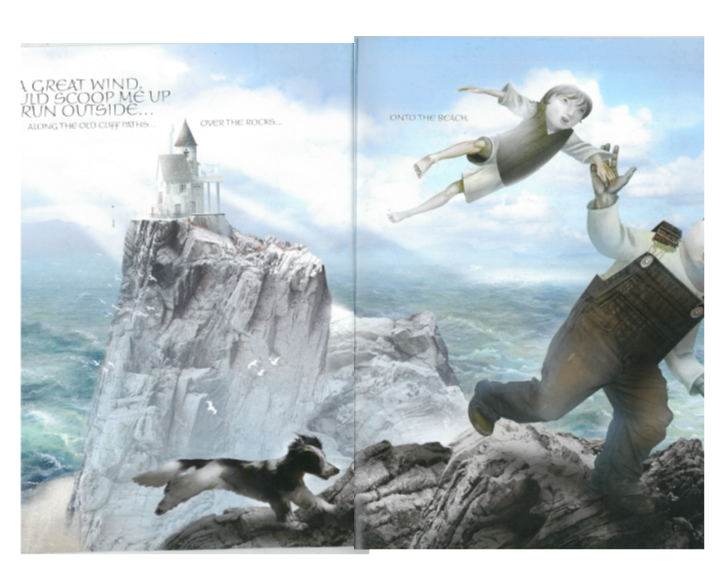 A GREAT WIND,
ULD SCOOP ME UP
RUN OUTSIDE...
ALONG THE OLD CLIFF PATHS...
OVER THE ROCKS...
ONTO THE BEACH,